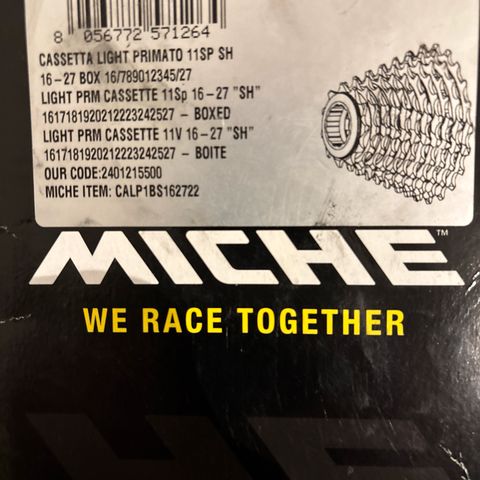 8 056772 571264
CASSETTA LIGHT PRIMATO 11SP SH
16 - 27 BOX 16/789012345/27
LIGHT PRM CASSETTE 11Sp 16 - 27 "SH"
1617181920212223242527 - BOXED
LIGHT PRM CASSETTE 11V 16 - 27 "SH"
1617181920212223242527 - BOITE
OUR CODE:2401215500
MICHE ITEM: CALP1BS162722
MICHE™
WE RACE TOGETHER